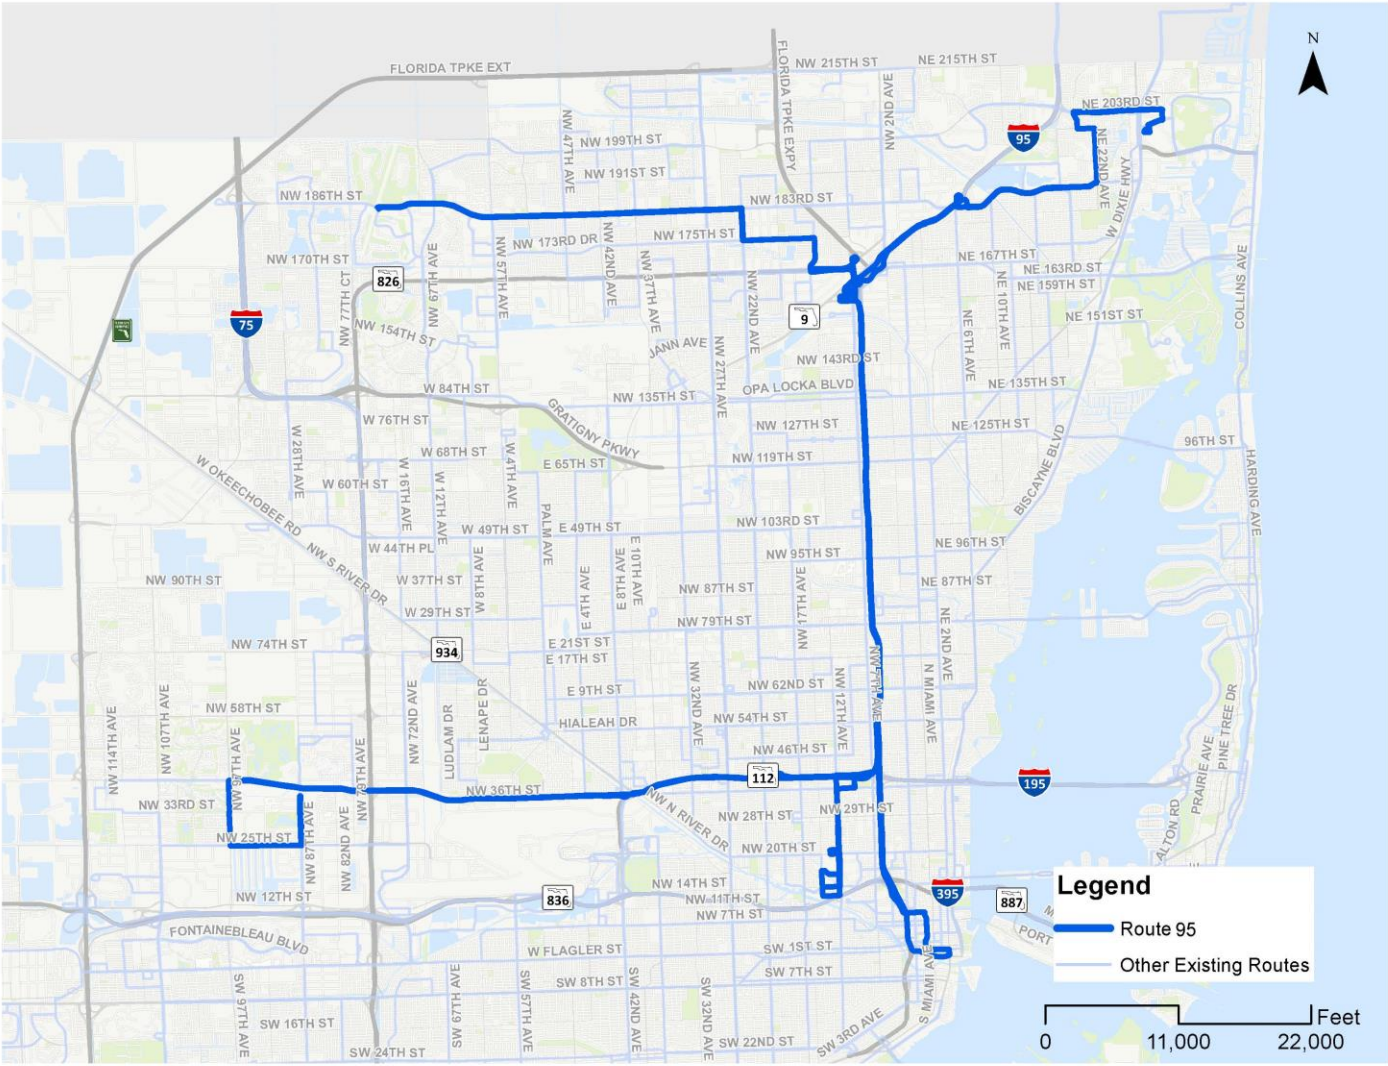 N
FLORIDA TPKE EXT
FLORIDA TPKE EXPY
NW 215TH ST
NE 215TH ST
NW 2ND AVE
NE 203RD ST
95
NW 47TH AVE
NW 199TH ST
NW 191ST ST
NE 22ND AVE
W DIXIE HWY
NW 186TH ST
NW 183RD ST
NW 173RD DR
NW 175TH ST
NW 170TH ST
NW 67TH AVE
NW 57TH AVE
NW 42ND AVE
NW 37TH AVE
NE 167TH ST
NE 163RD ST
NE 159TH ST
COLLINS AVE
826
NW 77TH CT
NW 22ND AVE
NE 10TH AVE
75
9
NE 6TH AVE
NE 151ST ST
NW 154TH ST
JANN AVE
NW 27TH AVE
NW 143RD ST
W 84TH ST
OPA LOCKA BLVD
NE 135TH ST
NW 135TH ST
GRATIGNY PKWY
W 76TH ST
NW 127TH ST
NE 125TH ST
W 28TH AVE
W 68TH ST
W 4TH AVE
96TH ST
W OKEECHOBEE RD
W 16TH AVE
W 12TH AVE
E 65TH ST
NW 119TH ST
BISCAYNE BLVD
HARDING AVE
W 60TH ST
PALM AVE
W 49TH ST
E 49TH ST
NW 103RD ST
NW S RIVER DR
W 44TH PL
E 10TH AVE
NW 95TH ST
NE 96TH ST
W 8TH AVE
E 8TH AVE
E 4TH AVE
NW 90TH ST
W 37TH ST
NW 87TH ST
NW 17TH AVE
NE 87TH ST
W 29TH ST
NW 79TH ST
NE 2ND AVE
NW 74TH ST
934
E 21ST ST
E 17TH ST
NW 7TH AVE
N MIAMI AVE
NW 32ND AVE
NW 12TH AVE
E 9TH ST
NW 62ND ST
NW 114TH AVE
NW 107TH AVE
NW 58TH ST
NW 72ND AVE
LUDLAM DR
LENAPE DR
HIALEAH DR
NW 54TH ST
PRAIRIE AVE
PINE TREE DR
NW 97TH AVE
NW 79TH AVE
NW 46TH ST
112
195
NW 36TH ST
NW 33RD ST
NW N RIVER DR
NW 28TH ST
NW 29TH ST
NW 25TH ST
NW 87TH AVE
NW 82ND AVE
NW 20TH ST
ALTON RD
NW 12TH ST
836
NW 14TH ST
NW 11TH ST
NW 7TH ST
395
887
PORT
FONTAINEBLEAU BLVD
W FLAGLER ST
SW 1ST ST
SW 7TH ST
SW 8TH ST
S MIAMI AVE
SW 97TH AVE
SW 67TH AVE
SW 57TH AVE
SW 42ND AVE
SW 32ND AVE
SW 16TH ST
SW 24TH ST
SW 22ND ST
SW 3RD AVE
Legend
Route 95
Other Existing Routes
Feet
0 11,000 22,000